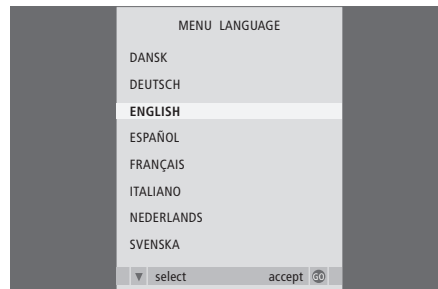 MENU LANGUAGE
DANSK
DEUTSCH
ENGLISH
ESPAÑOL
FRANÇAIS
ITALIANO
NEDERLANDS
SVENSKA
▼ select accept GO